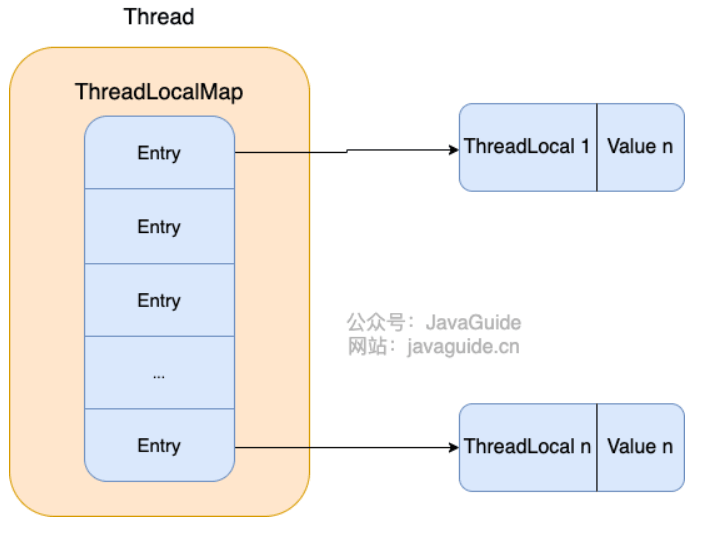 Thread
ThreadLocalMap
Entry
Entry
Entry
...
Entry
ThreadLocal 1 Value n
公众号：JavaGuide
网站：javaguide.cn
ThreadLocal n Value n